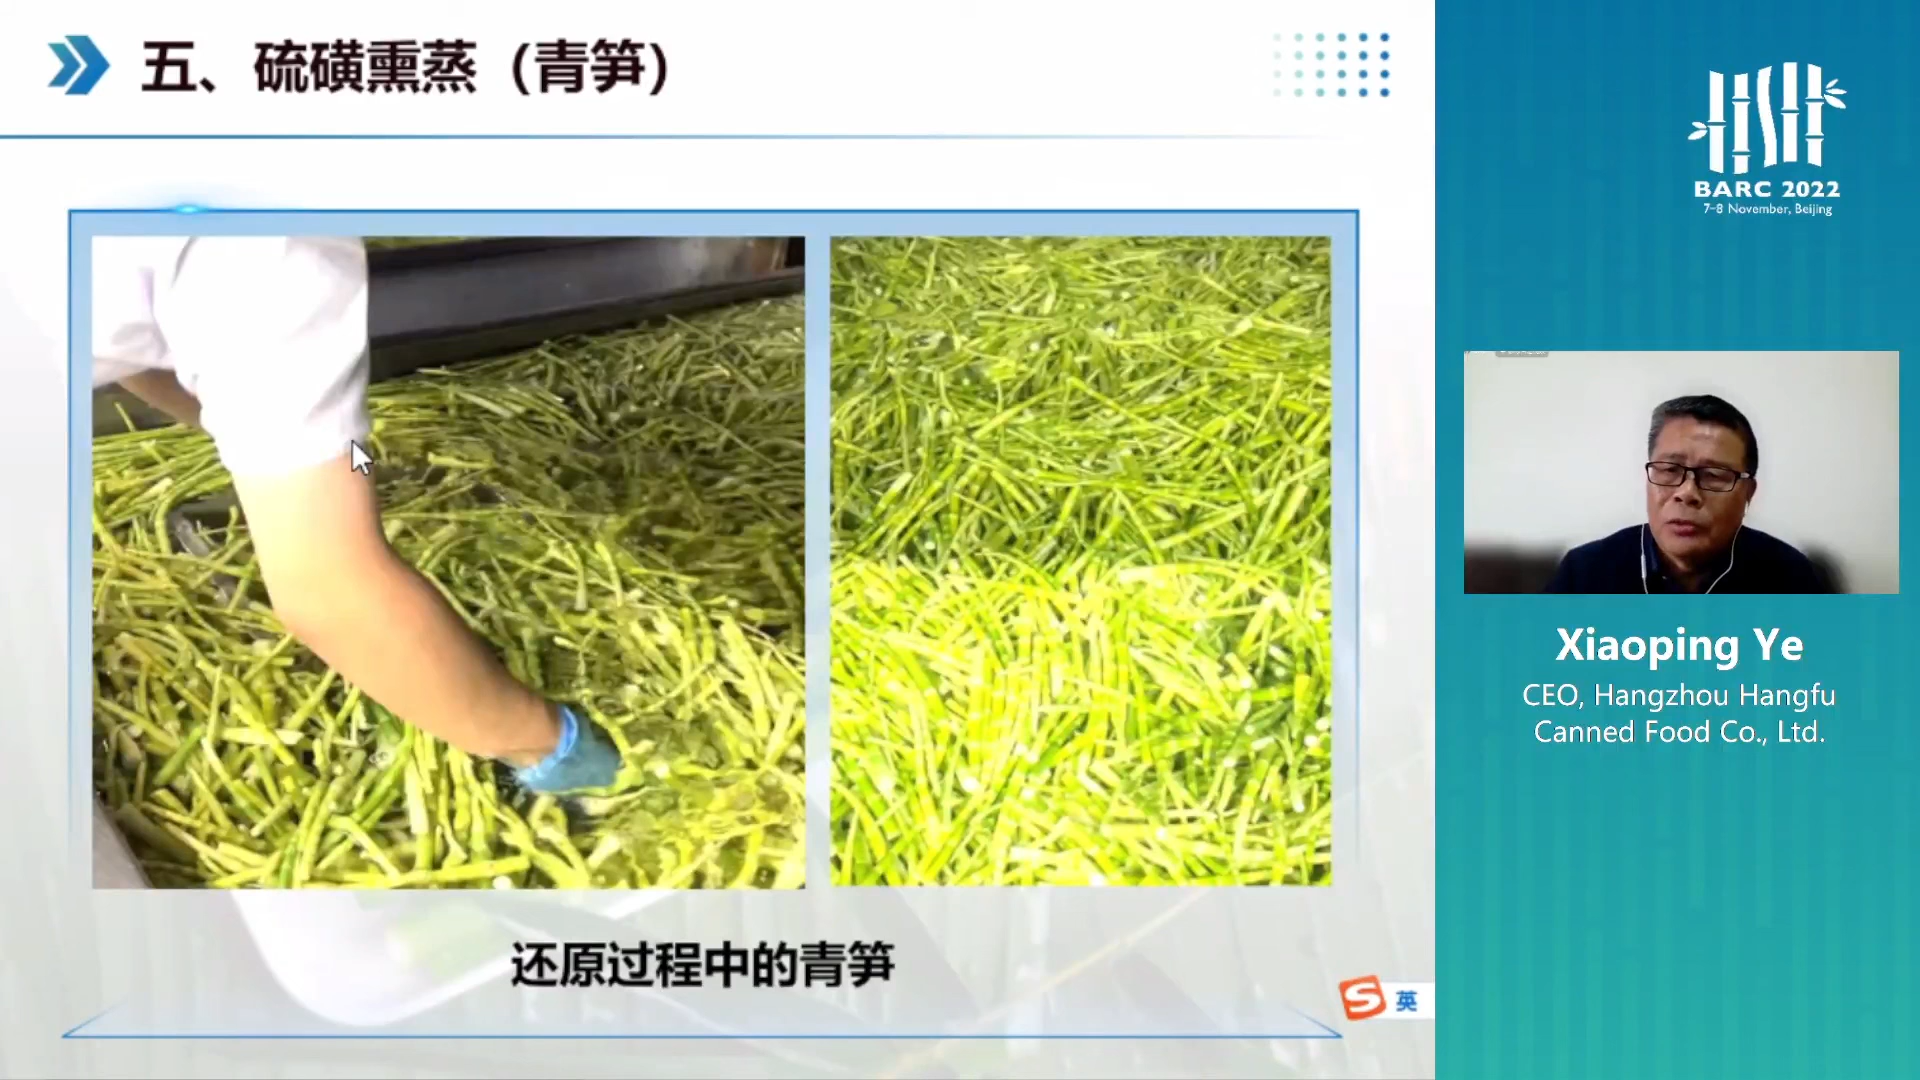 五、硫磺熏蒸（青笋）
还原过程中的青笋
英
BARC 2022
7-8 November, Beijing
Xiaoping Ye
CEO, Hangzhou Hangfu
Canned Food Co., Ltd.